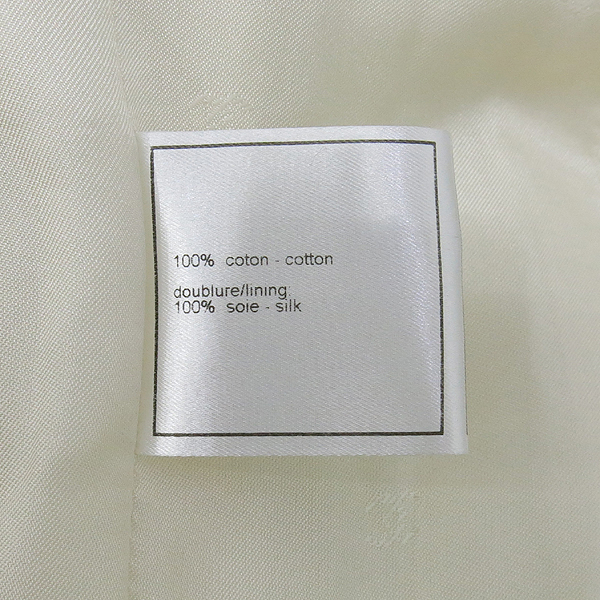 100% coton - cotton
doublure/lining:
100% soie - silk